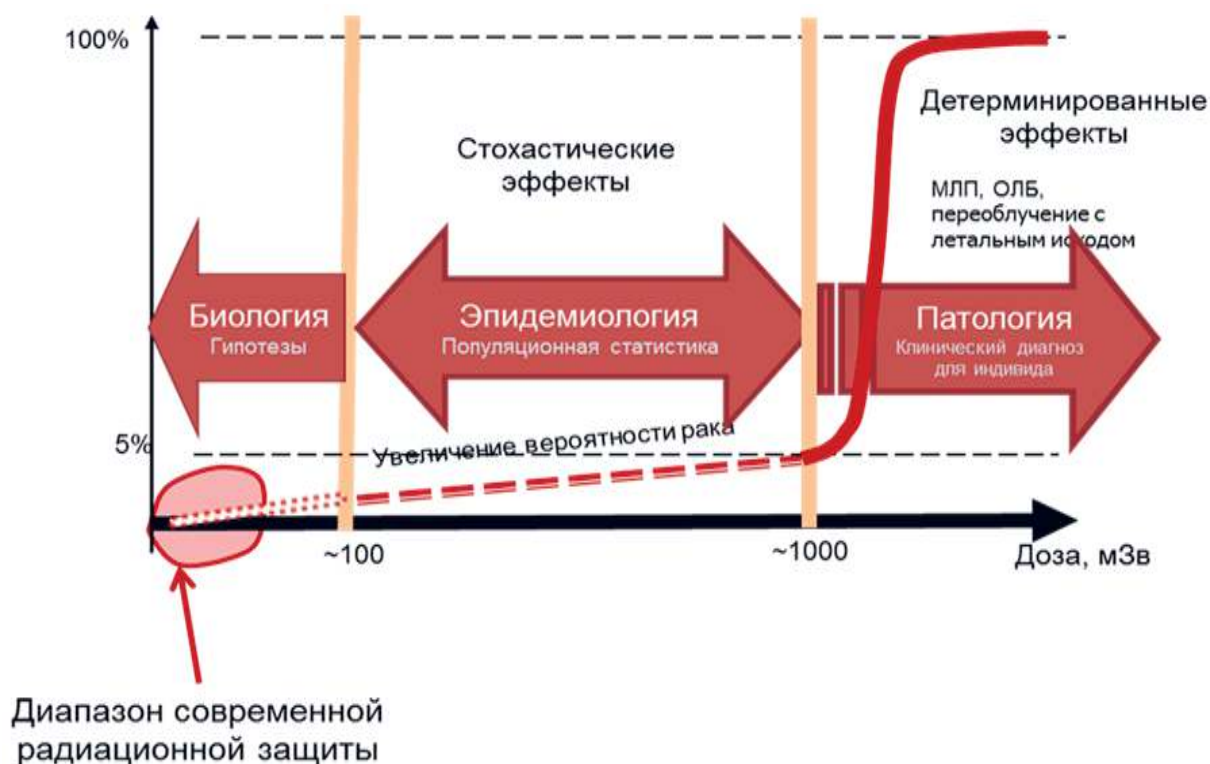 100%
Детерминированные
эффекты
Стохастические
эффекты
МЛП, ОЛБ,
переоблучение с
летальным исходом
Биология
Гипотезы
Эпидемиология
Популяционная статистика
Патология
Клинический диагноз
для индивида
5%
Увеличение вероятности рака
~100
~1000
Доза, мЗв
Диапазон современной
радиационной защиты